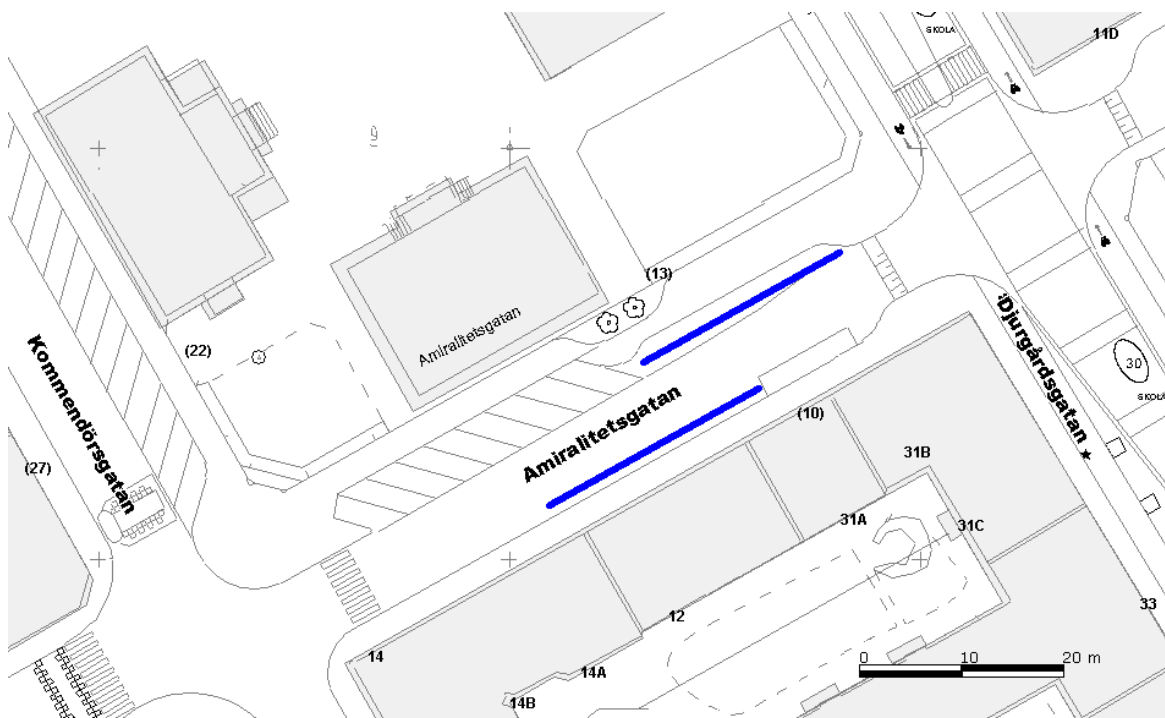 SKOLA
11D
Amiralitetsgatan
(13)
(22)
Kommendörsgatan
(27)
Amiralitetsgatan
Djurgårdsgatan
30
SKOLA
(10)
31B
31A
31C
33
12
14
14A
14B
0 10 20 m